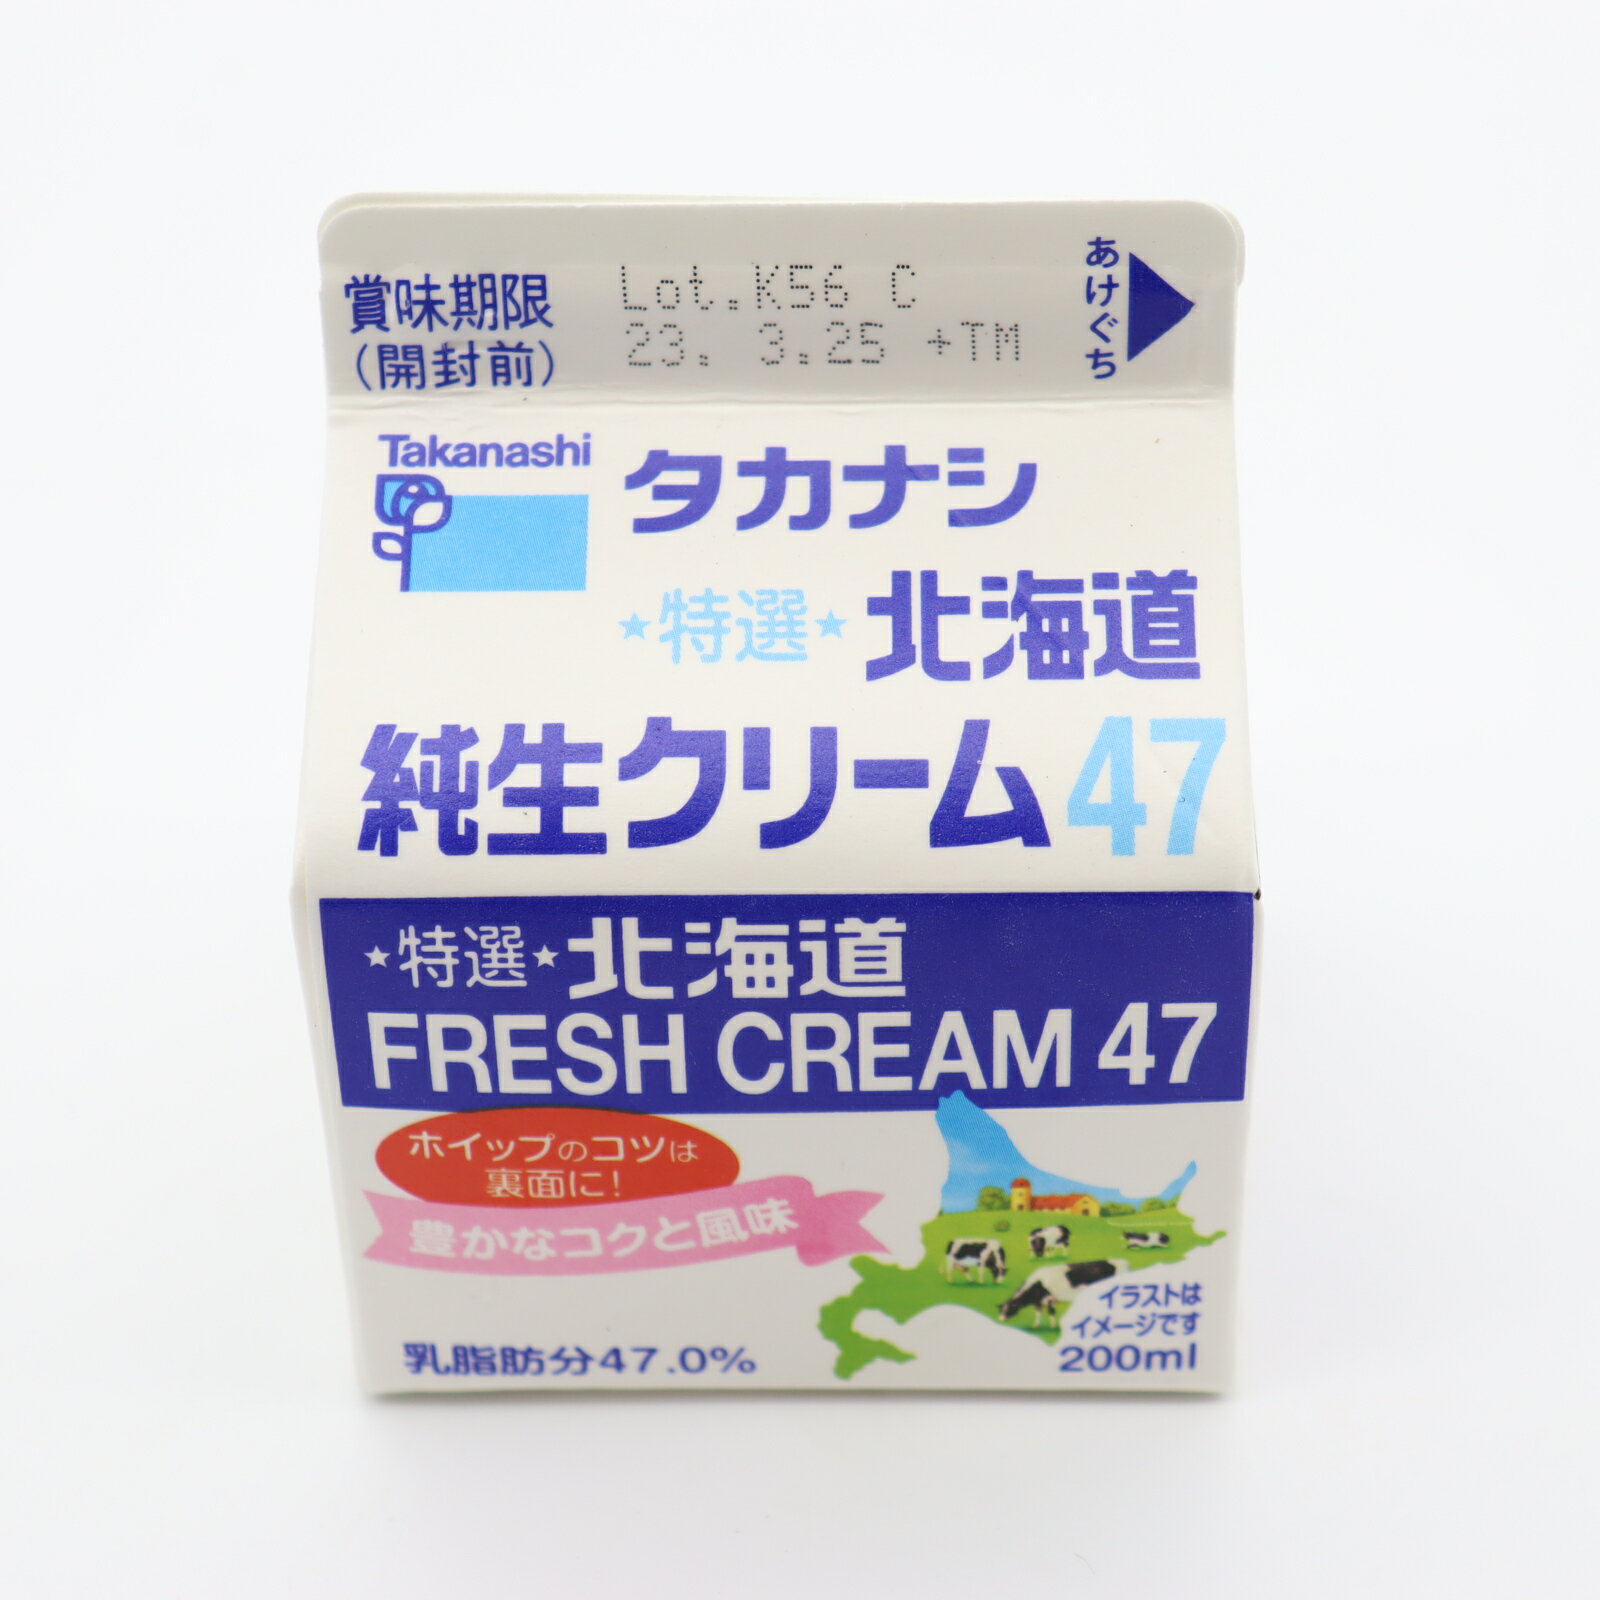 賞味期限
(開封前)
Lot.K56 C
23. 3.25 +TM
あけぐち
Takanashi
タカナシ
★特選★ 北海道
純生クリーム47
★特選★北海道
FRESH CREAM 47
ホイップのコツは
裏面に!
豊かなコクと風味
イラストは
イメージです
乳脂肪分47.0%
200ml